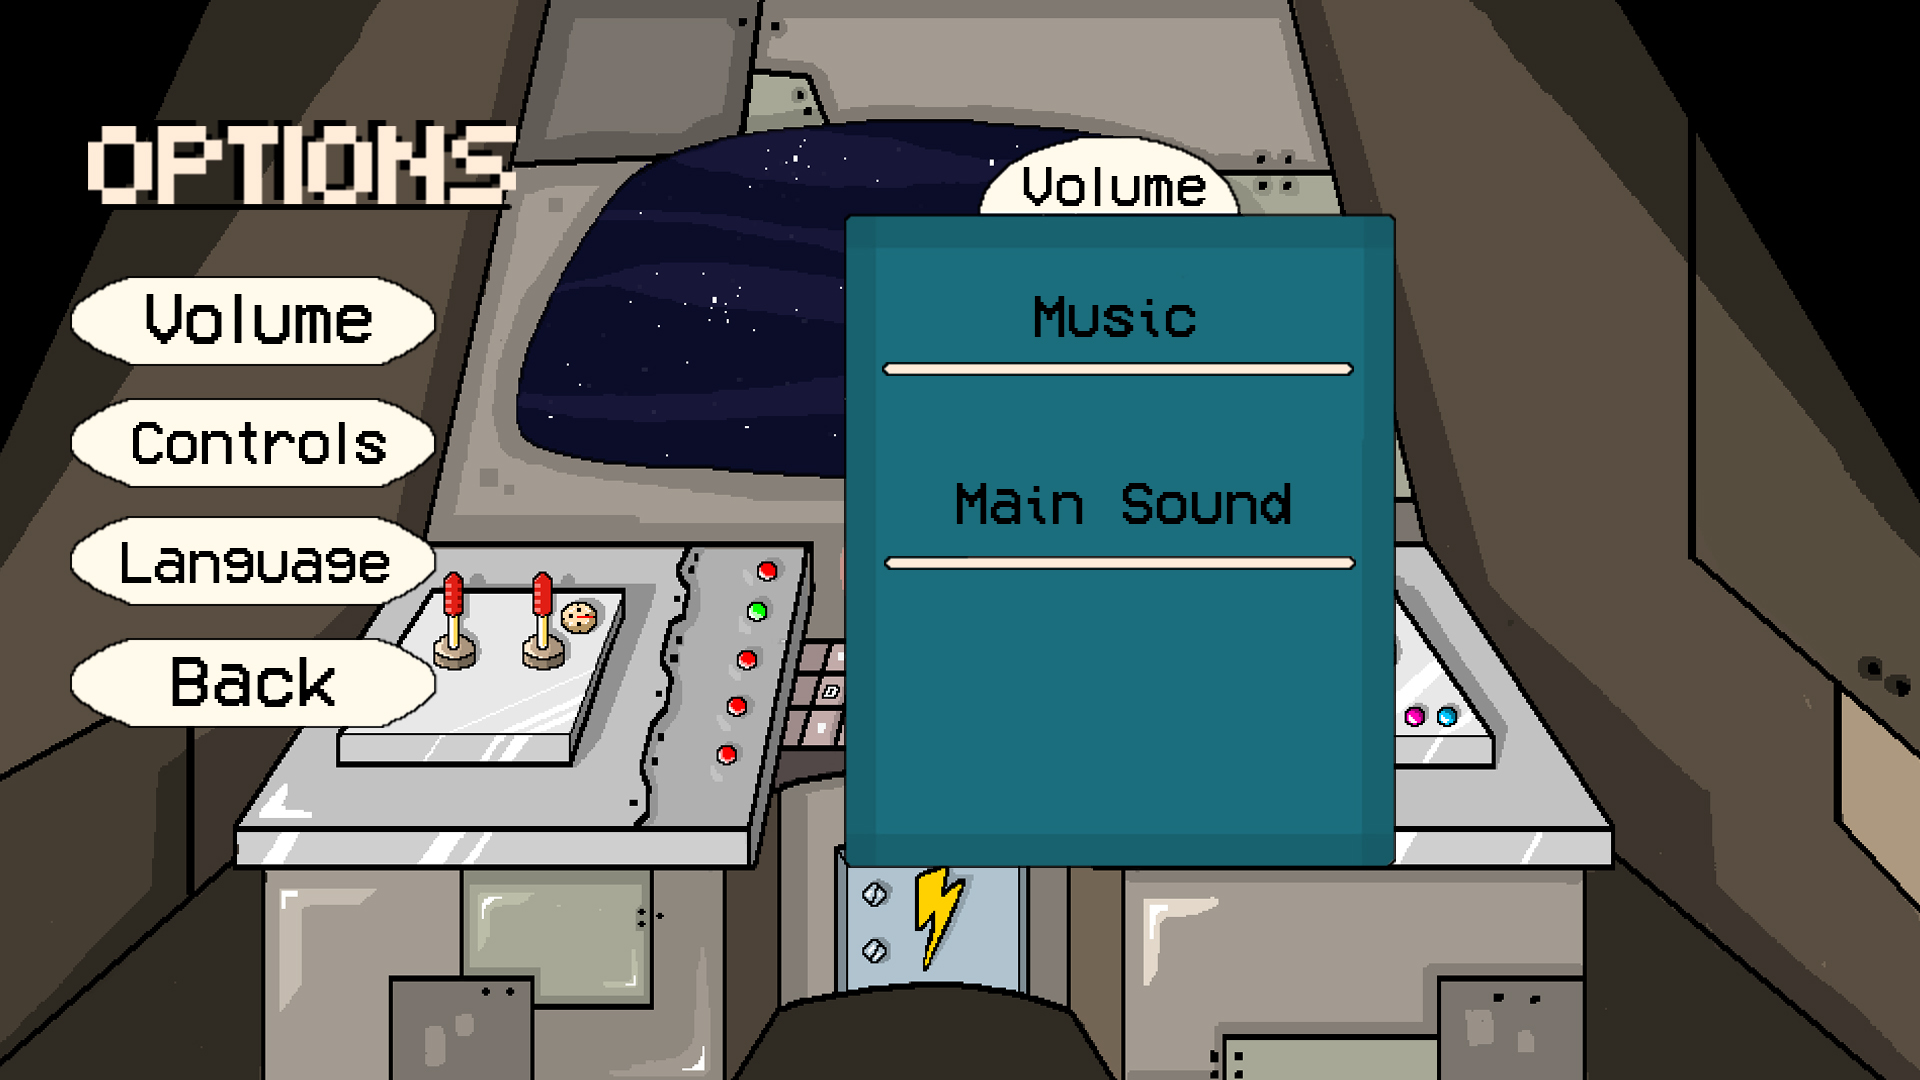 OPTIONS
Volume
Controls
Language
Back
Volume
Music
Main Sound